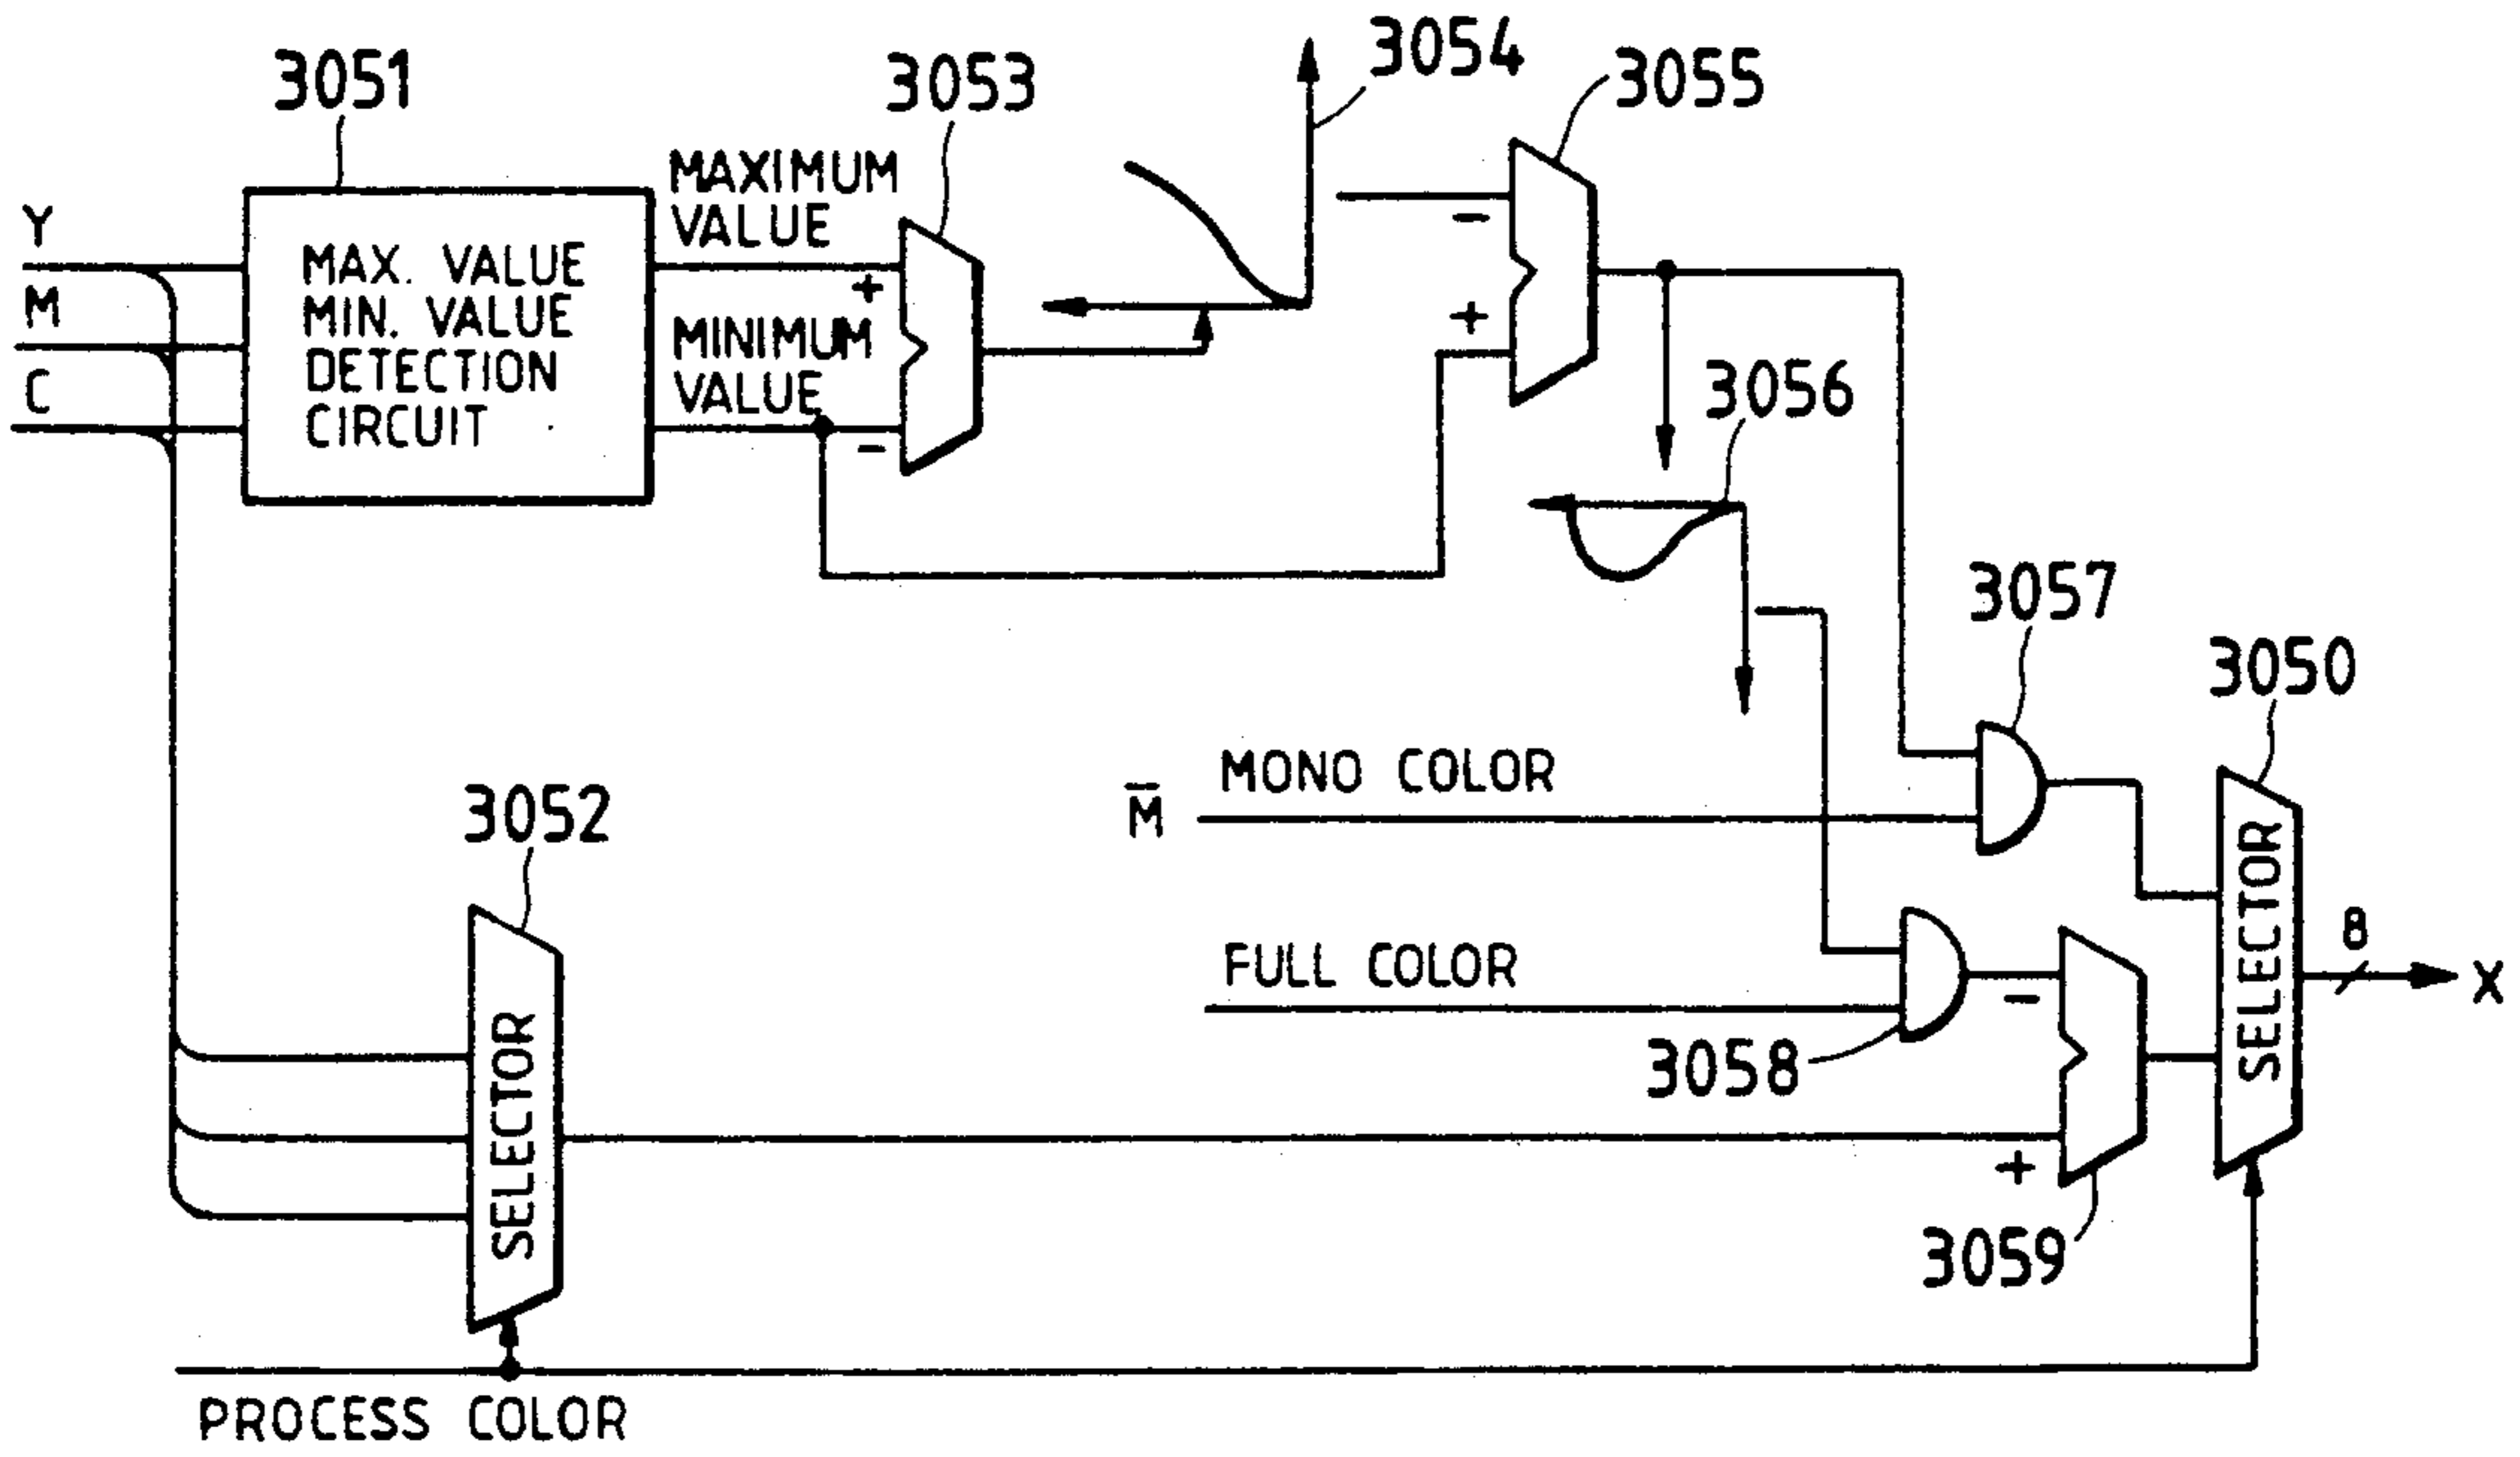 3051
3053
3054
3055
MAXIMUM
VALUE
Y
M
C
MAX. VALUE
MIN. VALUE
DETECTION
CIRCUIT
+
MINIMUM
VALUE
-
-
+
3056
3057
3050
MONO COLOR
M̅
3052
SELECTOR
8
X
FULL COLOR
-
3058
SELECTOR
+
3059
PROCESS COLOR